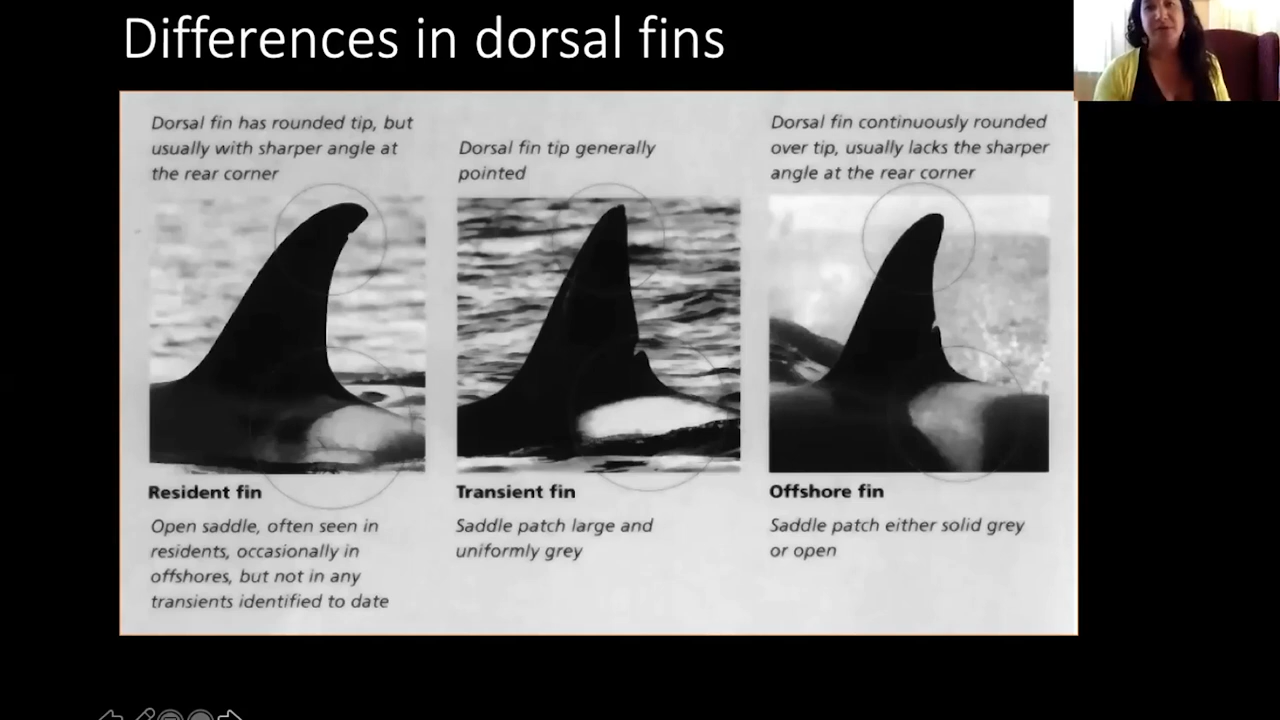 Differences in dorsal fins
Dorsal fin has rounded tip, but
usually with sharper angle at
the rear corner
Dorsal fin tip generally
pointed
Dorsal fin continuously rounded
over tip, usually lacks the sharper
angle at the rear corner
Resident fin
Open saddle, often seen in
residents, occasionally in
offshores, but not in any
transients identified to date
Transient fin
Saddle patch large and
uniformly grey
Offshore fin
Saddle patch either solid grey
or open